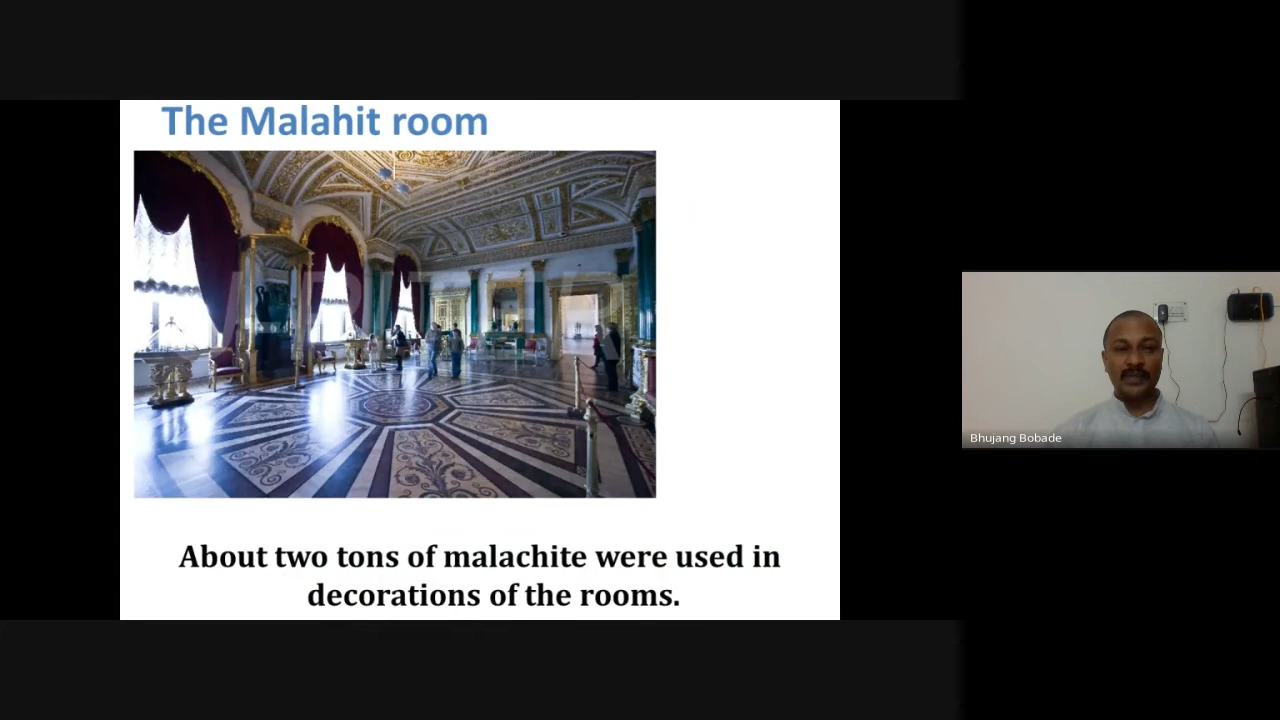 The Malahit room
About two tons of malachite were used in
decorations of the rooms.
Bhujang Bobade